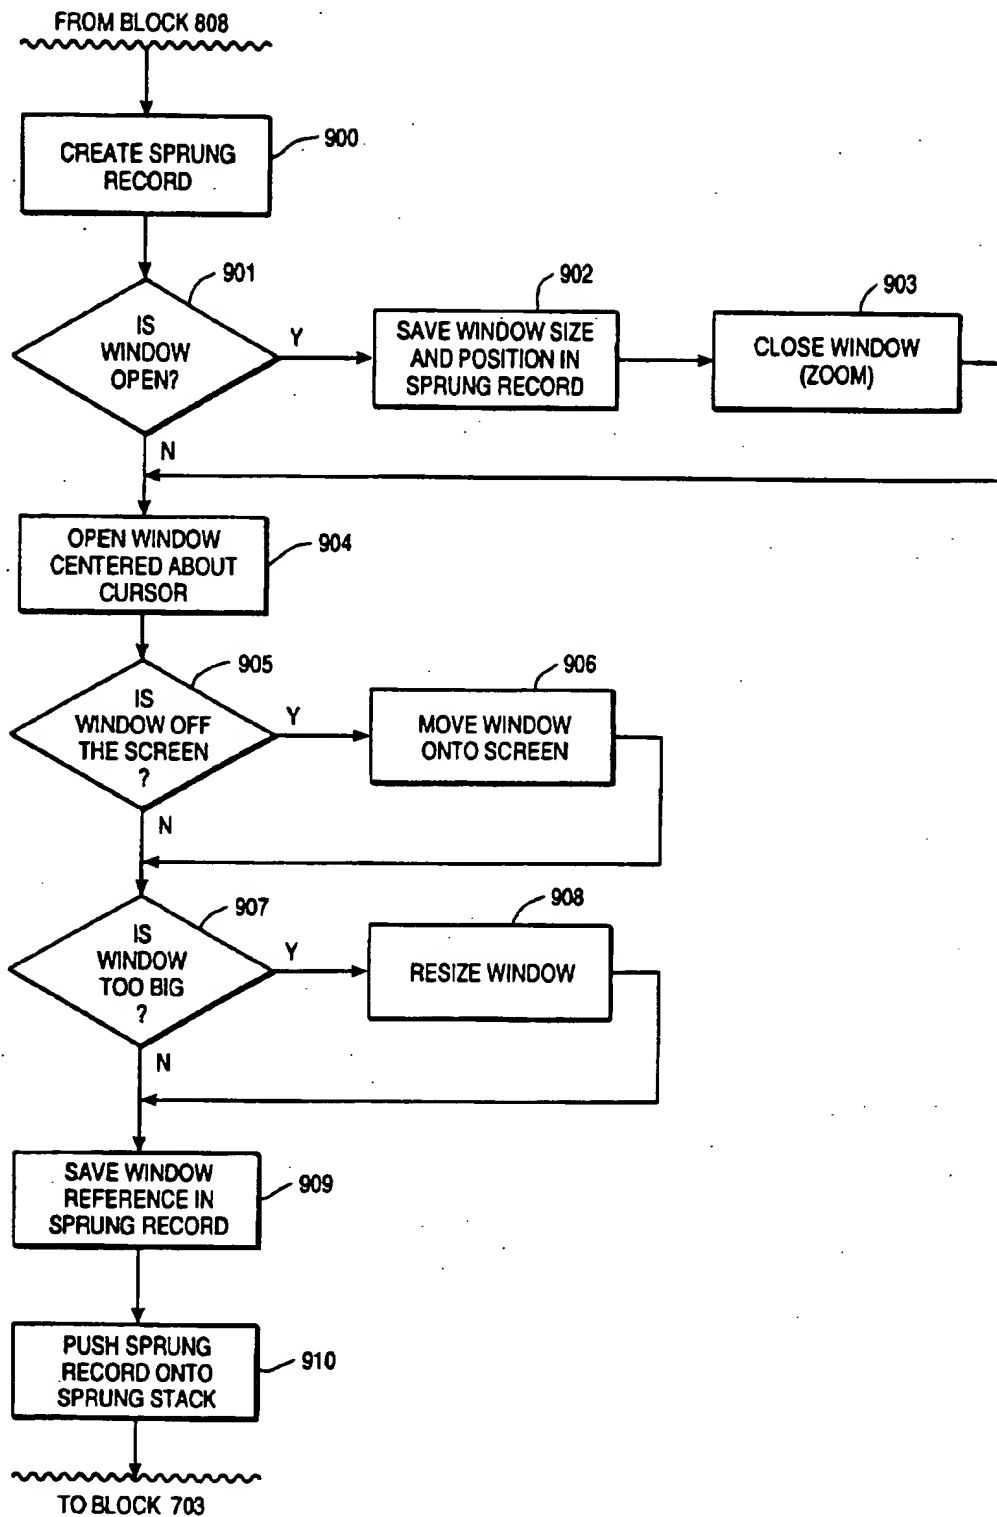 FROM BLOCK 808
CREATE SPRUNG
RECORD
900
IS
WINDOW
OPEN?
901
Y
N
SAVE WINDOW SIZE
AND POSITION IN
SPRUNG RECORD
902
CLOSE WINDOW
(ZOOM)
903
OPEN WINDOW
CENTERED ABOUT
CURSOR
904
IS
WINDOW OFF
THE SCREEN
?
905
Y
N
MOVE WINDOW
ONTO SCREEN
906
IS
WINDOW
TOO BIG
?
907
Y
N
RESIZE WINDOW
908
SAVE WINDOW
REFERENCE IN
SPRUNG RECORD
909
PUSH SPRUNG
RECORD ONTO
SPRUNG STACK
910
TO BLOCK 703